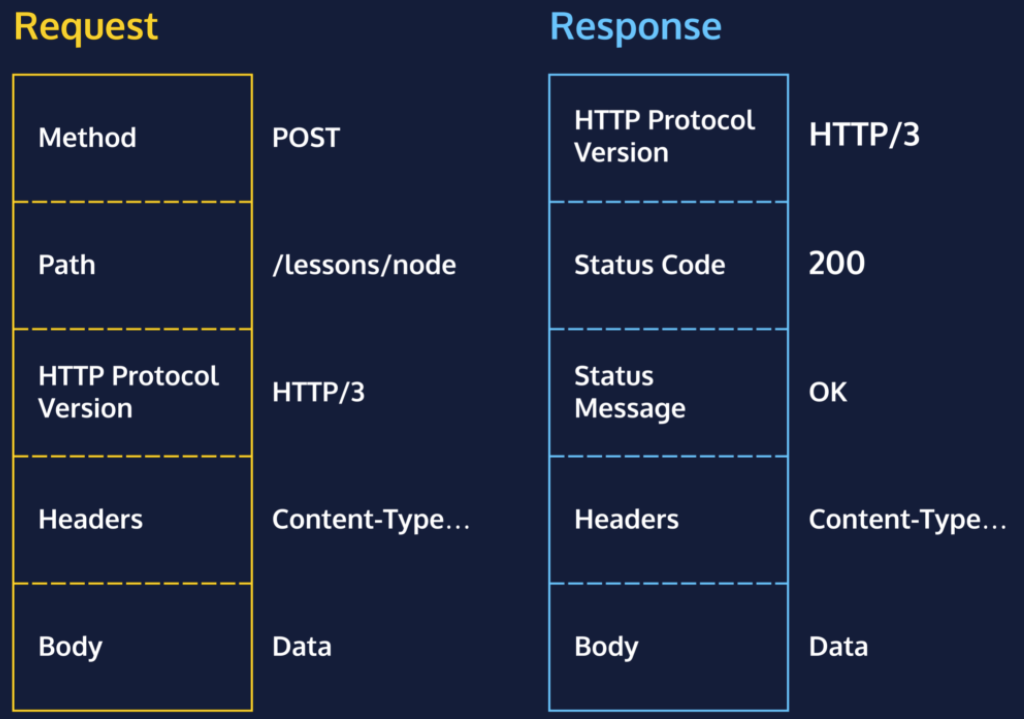 Request
Method
POST
Path
/lessons/node
HTTP Protocol
Version
HTTP/3
Headers
Content-Type...
Body
Data
Response
HTTP Protocol
Version
HTTP/3
Status Code
200
Status
Message
OK
Headers
Content-Type...
Body
Data